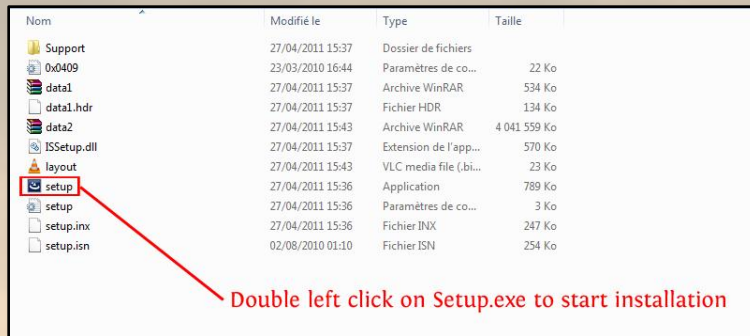 Nom Modifié le Type Taille
Support 27/04/2011 15:37 Dossier de fichiers
0x0409 23/03/2010 16:44 Paramètres de co... 22 Ko
data1 27/04/2011 15:37 Archive WinRAR 534 Ko
data1.hdr 27/04/2011 15:37 Fichier HDR 134 Ko
data2 27/04/2011 15:43 Archive WinRAR 4 041 559 Ko
ISSetup.dll 27/04/2011 15:37 Extension de l'app... 570 Ko
layout 27/04/2011 15:43 VLC media file (.bi... 23 Ko
setup 27/04/2011 15:36 Application 789 Ko
setup 27/04/2011 15:36 Paramètres de co... 3 Ko
setup.inx 27/04/2011 15:36 Fichier INX 247 Ko
setup.isn 02/08/2010 01:10 Fichier ISN 254 Ko
Double left click on Setup.exe to start installation